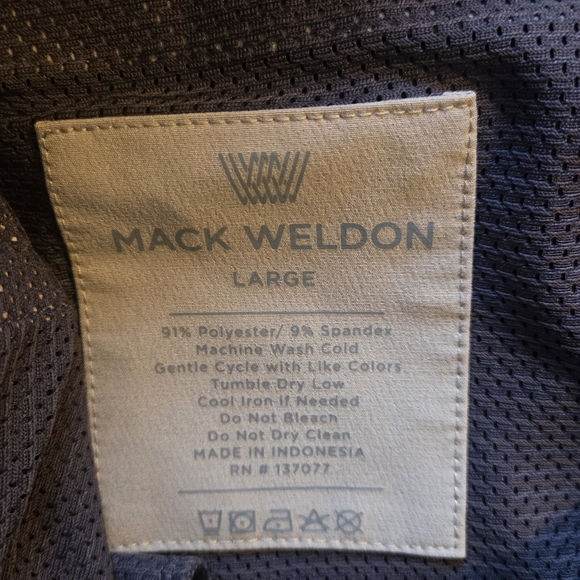 MACK WELDON
LARGE
91% Polyester/ 9% Spandex
Machine Wash Cold
Gentle Cycle with Like Colors
Tumble Dry Low
Cool Iron if Needed
Do Not Bleach
Do Not Dry Clean
MADE IN INDONESIA
RN # 137077